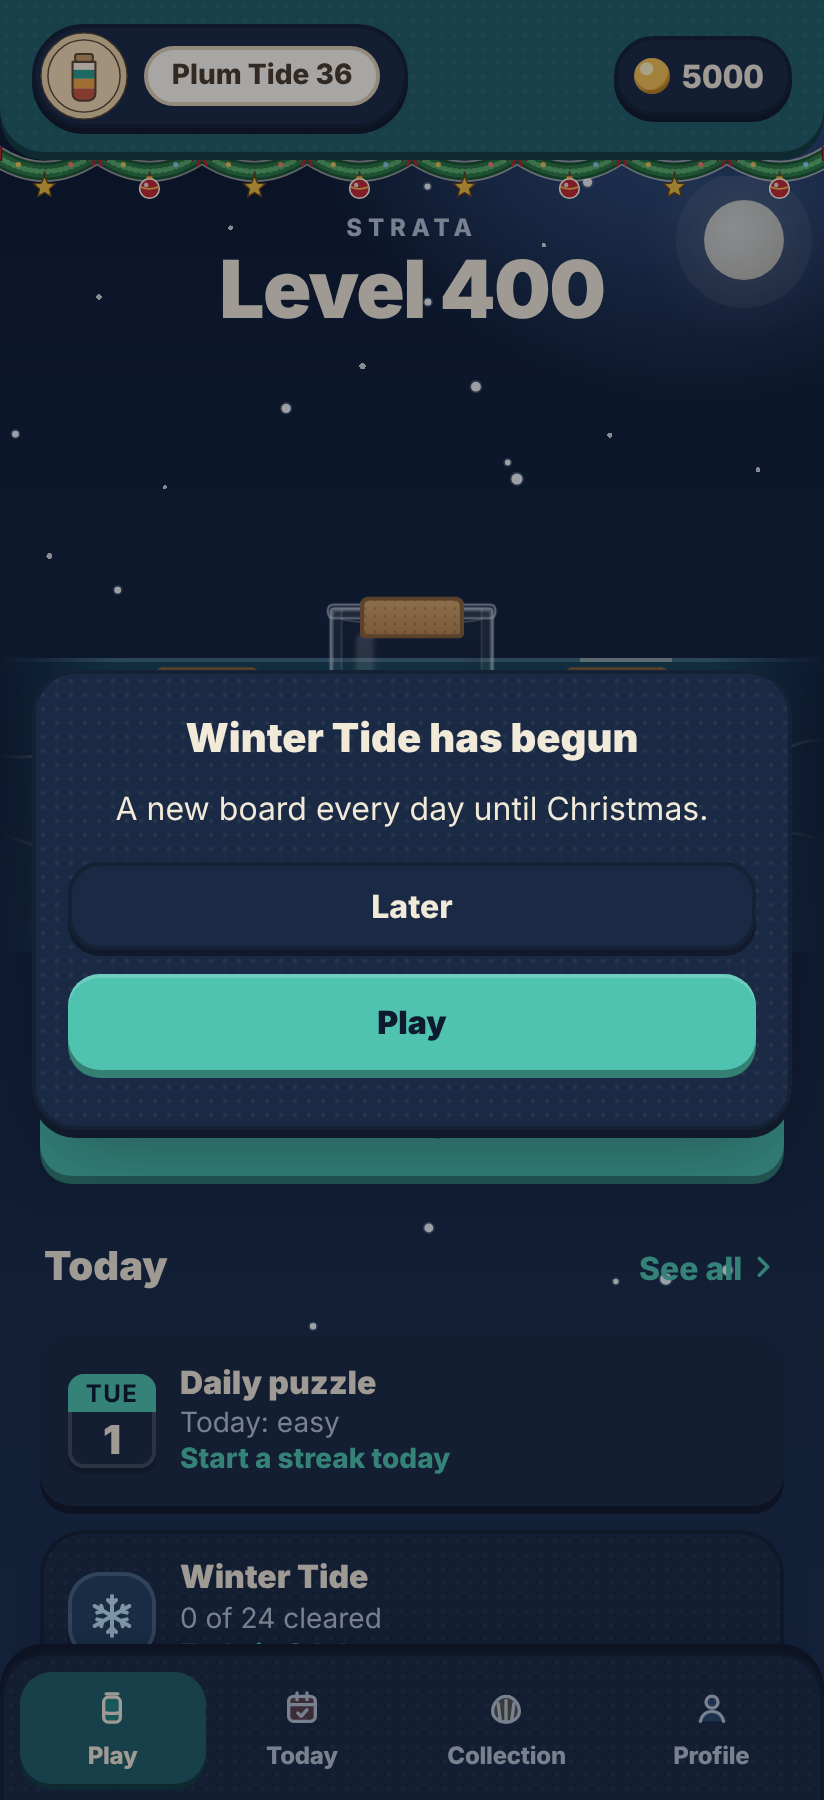 Plum Tide 36
5000
STRATA
Level 400
Winter Tide has begun
A new board every day until Christmas.
Later
Play
Today
See all
TUE
1
Daily puzzle
Today: easy
Start a streak today
Winter Tide
0 of 24 cleared
Play
Today
Collection
Profile